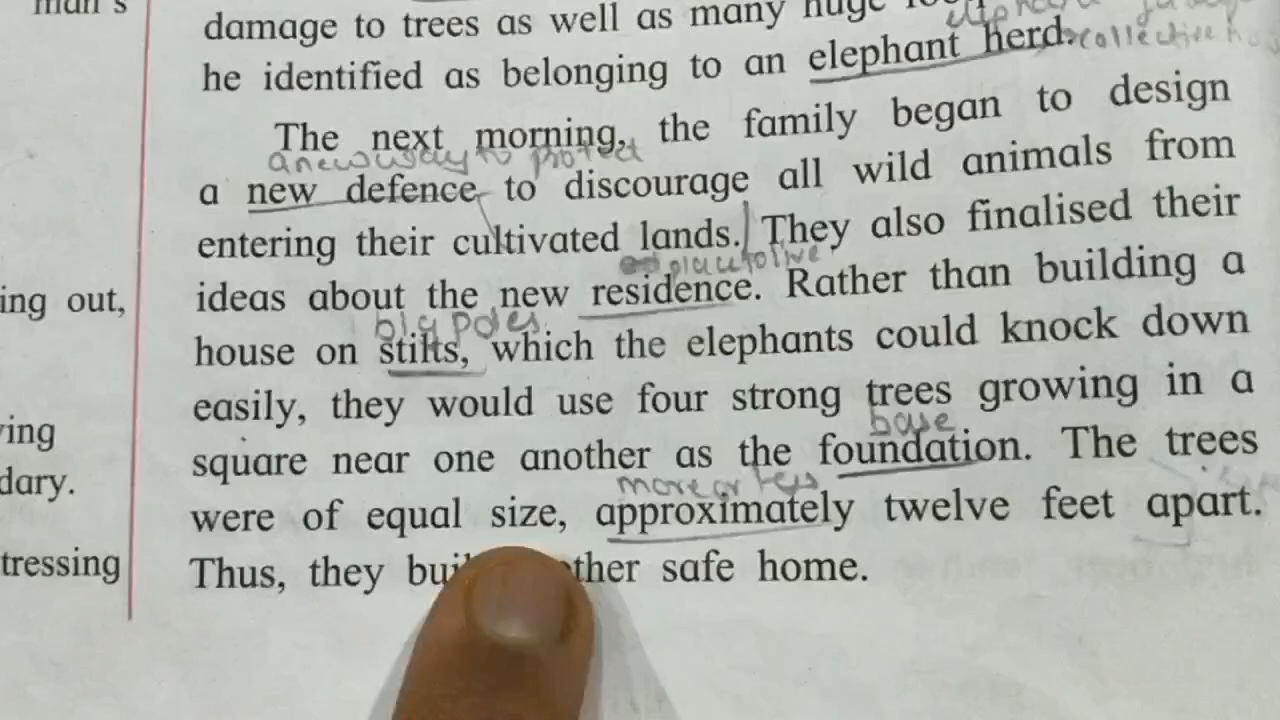 man's
damage to trees as well as many huge
he identified as belonging to an elephant herd.
collective
The next morning, the family began to design
a new way to protect
a new defence to discourage all wild animals from
entering their cultivated lands. They also finalised their
place to live
ideas about the new residence. Rather than building a
ing out,
big poles
house on stilts, which the elephants could knock down
easily, they would use four strong trees growing in a
ing
base
square near one another as the foundation. The trees
dary.
more or less
were of equal size, approximately twelve feet apart.
tressing
Thus, they ther safe home.